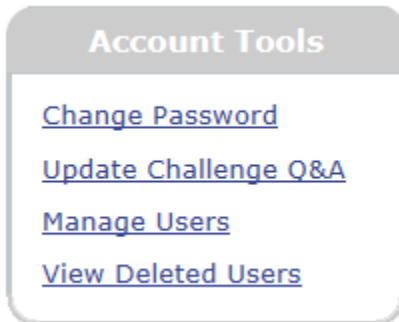 Account Tools
Change Password
Update Challenge Q&A
Manage Users
View Deleted Users